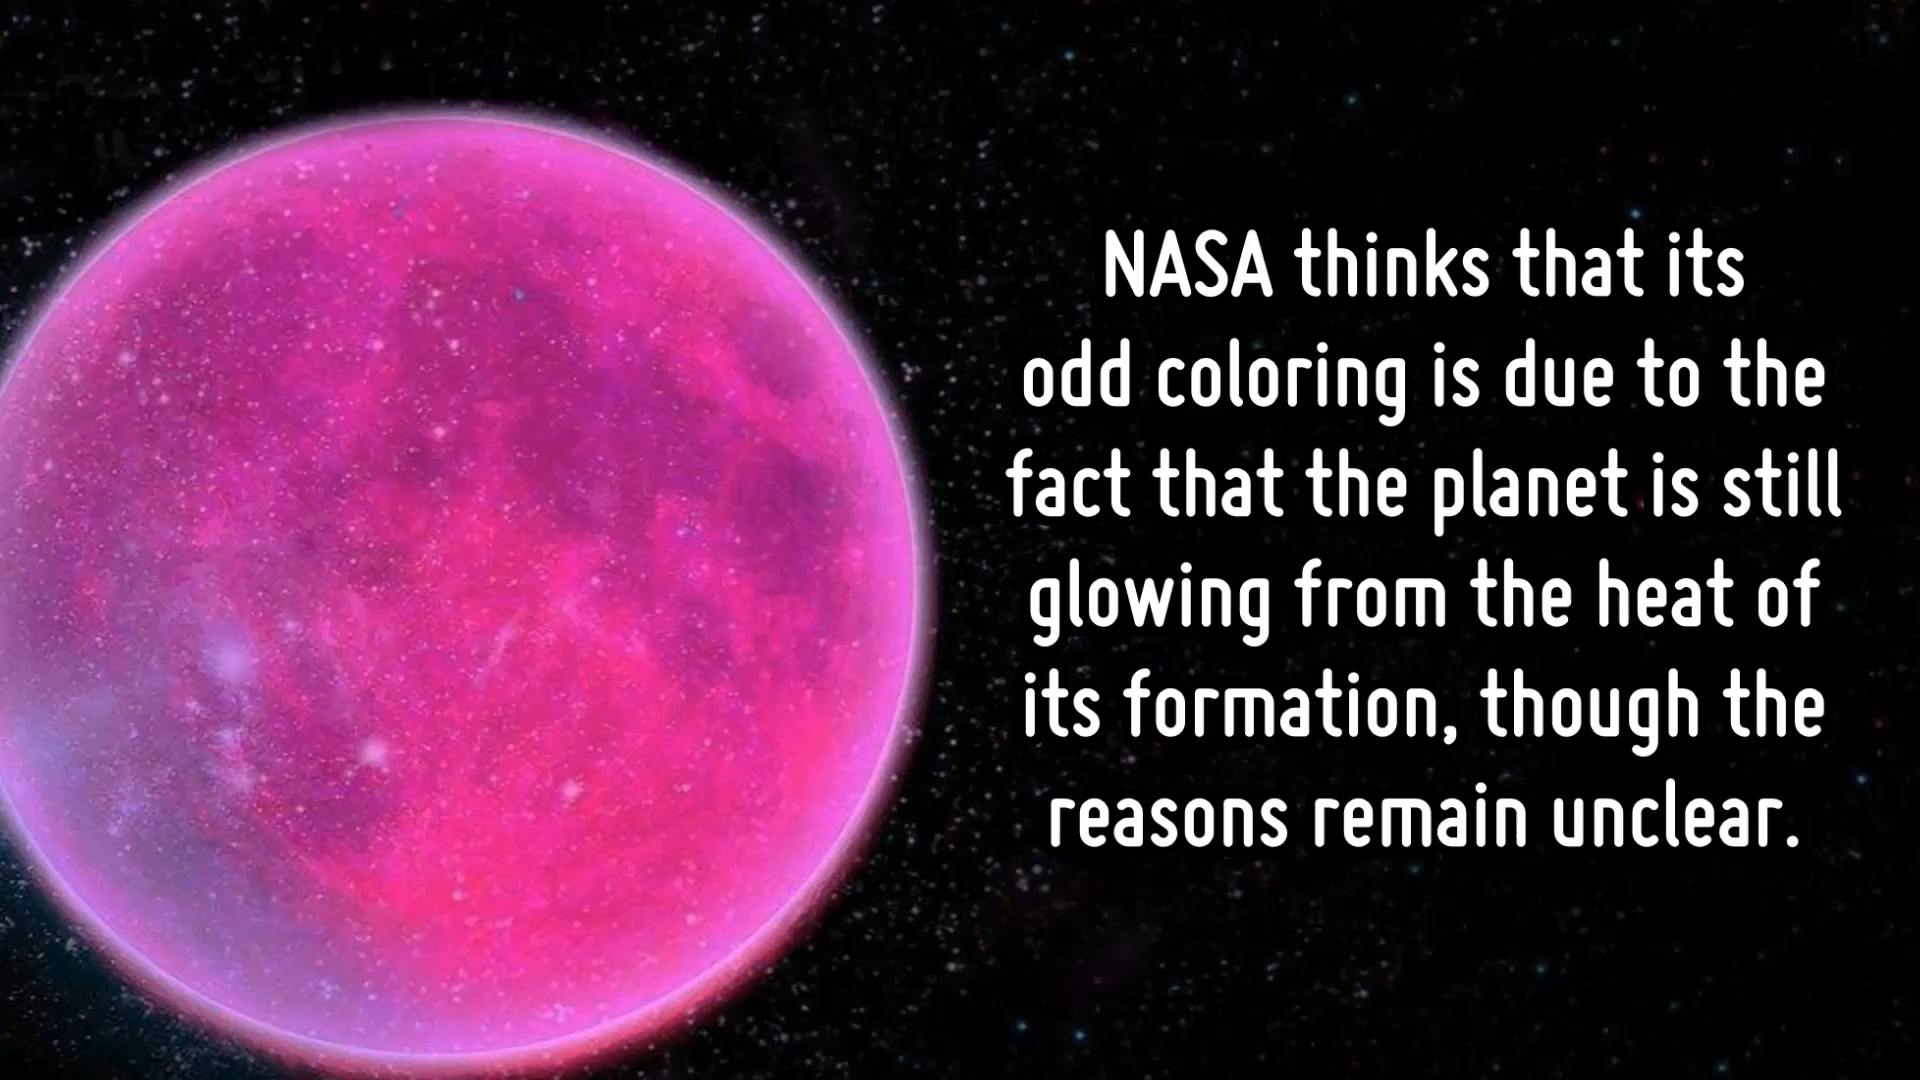 NASA thinks that its
odd coloring is due to the
fact that the planet is still
glowing from the heat of
its formation, though the
reasons remain unclear.